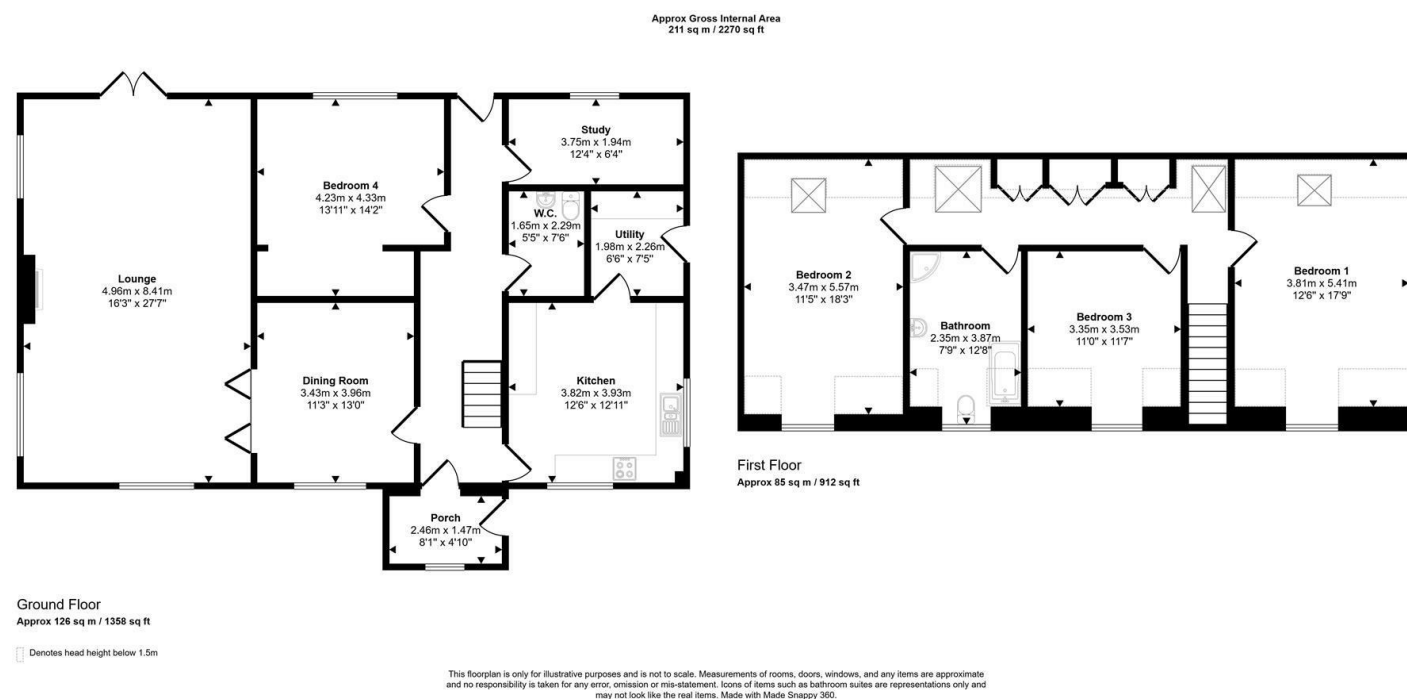 Approx Gross Internal Area
211 sq m / 2270 sq ft
Study
3.75m x 1.94m
12'4" x 6'4"
Bedroom 4
4.23m x 4.33m
13'11" x 14'2"
W.C.
1.65m x 2.29m
5'5" x 7'6"
Utility
1.98m x 2.26m
6'6" x 7'5"
Lounge
4.96m x 8.41m
16'3" x 27'7"
Dining Room
3.43m x 3.96m
11'3" x 13'0"
Kitchen
3.82m x 3.93m
12'6" x 12'11"
Porch
2.46m x 1.47m
8'1" x 4'10"
Ground Floor
Approx 126 sq m / 1358 sq ft
Denotes head height below 1.5m
Bedroom 2
3.47m x 5.57m
11'5" x 18'3"
Bathroom
2.35m x 3.87m
7'9" x 12'8"
Bedroom 3
3.35m x 3.53m
11'0" x 11'7"
Bedroom 1
3.81m x 5.41m
12'6" x 17'9"
First Floor
Approx 85 sq m / 912 sq ft
This floorplan is only for illustrative purposes and is not to scale. Measurements of rooms, doors, windows, and any items are approximate
and no responsibility is taken for any error, omission or mis-statement. Icons of items such as bathroom suites are representations only and
may not look like the real items. Made with Made Snappy 360.